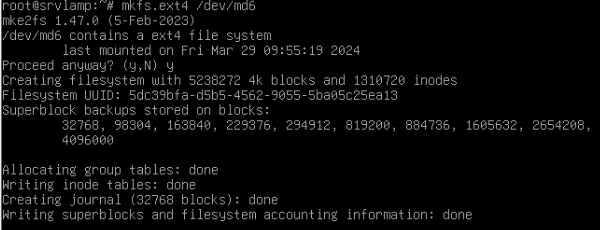 root@srvlamp:~# mkfs.ext4 /dev/md6
mke2fs 1.47.0 (5-Feb-2023)
/dev/md6 contains a ext4 file system
last mounted on Fri Mar 29 09:55:19 2024
Proceed anyway? (y,N) y
Creating filesystem with 5238272 4k blocks and 1310720 inodes
Filesystem UUID: 5dc39bfa-d5b5-4562-9055-5ba05c25ea13
Superblock backups stored on blocks:
32768, 98304, 163840, 229376, 294912, 819200, 884736, 1605632, 2654208,
4096000
Allocating group tables: done
Writing inode tables: done
Creating journal (32768 blocks): done
Writing superblocks and filesystem accounting information: done